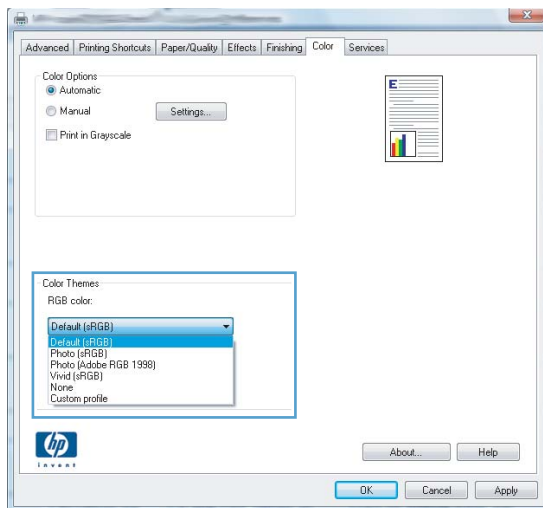 Advanced Printing Shortcuts Paper/Quality Effects Finishing Color Services
Color Options
Automatic
Manual Settings...
Print in Grayscale
E
Color Themes
RGB color:
Default (sRGB)
Default (sRGB)
Photo (sRGB)
Photo (Adobe RGB 1998)
Vivid (sRGB)
None
Custom profile
hp
invent
About... Help
OK Cancel Apply